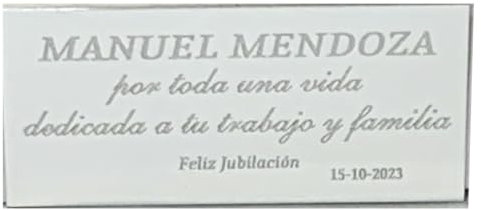 MANUEL MENDOZA
por toda una vida
dedicada a tu trabajo y familia
Feliz Jubilación
15-10-2023